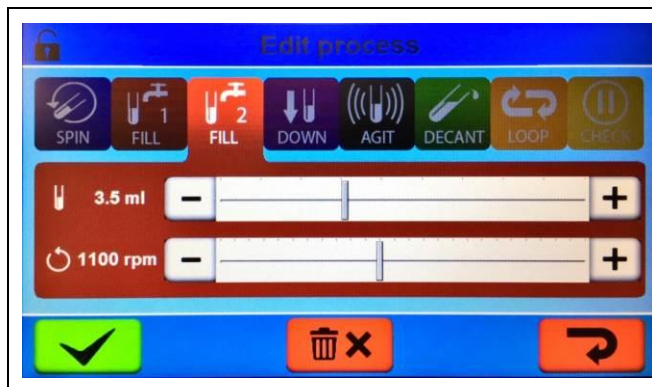 Edit process
SPIN
1
FILL
2
FILL
DOWN
AGIT
DECANT
LOOP
CHECK
3.5 ml
1100 rpm